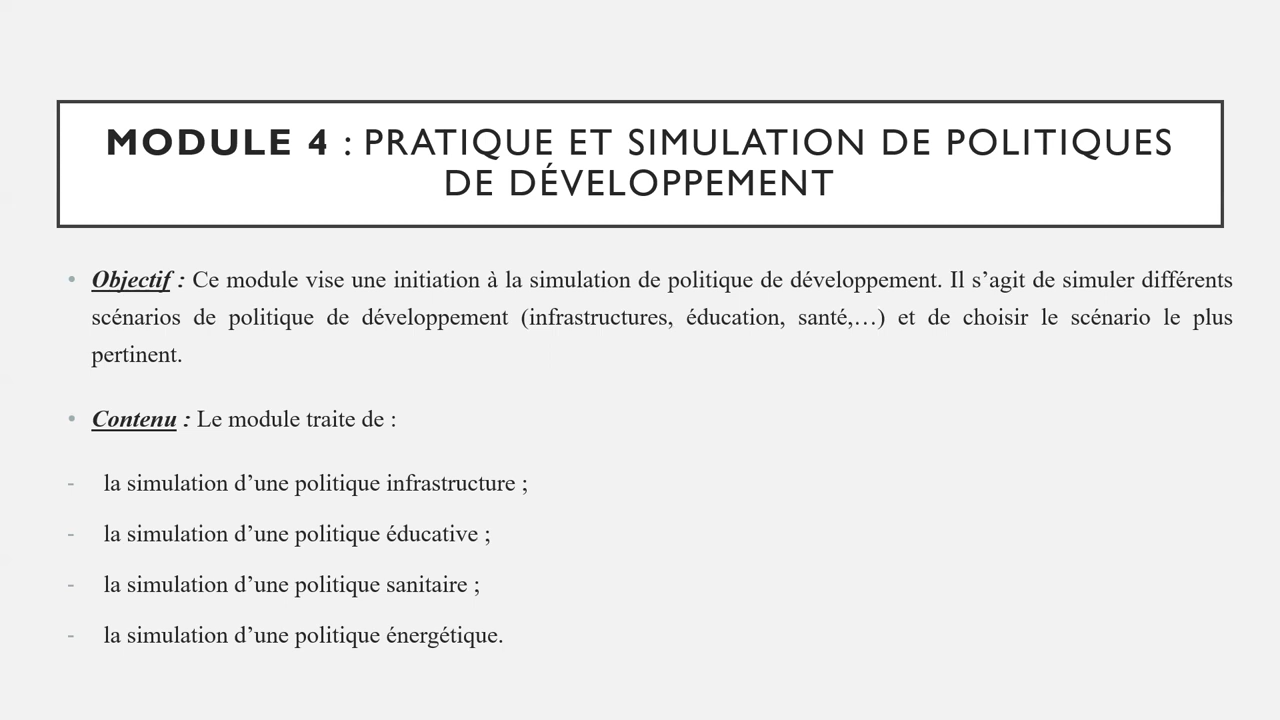 MODULE 4 : PRATIQUE ET SIMULATION DE POLITIQUES
DE DÉVELOPPEMENT
• Objectif : Ce module vise une initiation à la simulation de politique de développement. Il s’agit de simuler différents
scénarios de politique de développement (infrastructures, éducation, santé,…) et de choisir le scénario le plus
pertinent.
• Contenu : Le module traite de :
- la simulation d’une politique infrastructure ;
- la simulation d’une politique éducative ;
- la simulation d’une politique sanitaire ;
- la simulation d’une politique énergétique.